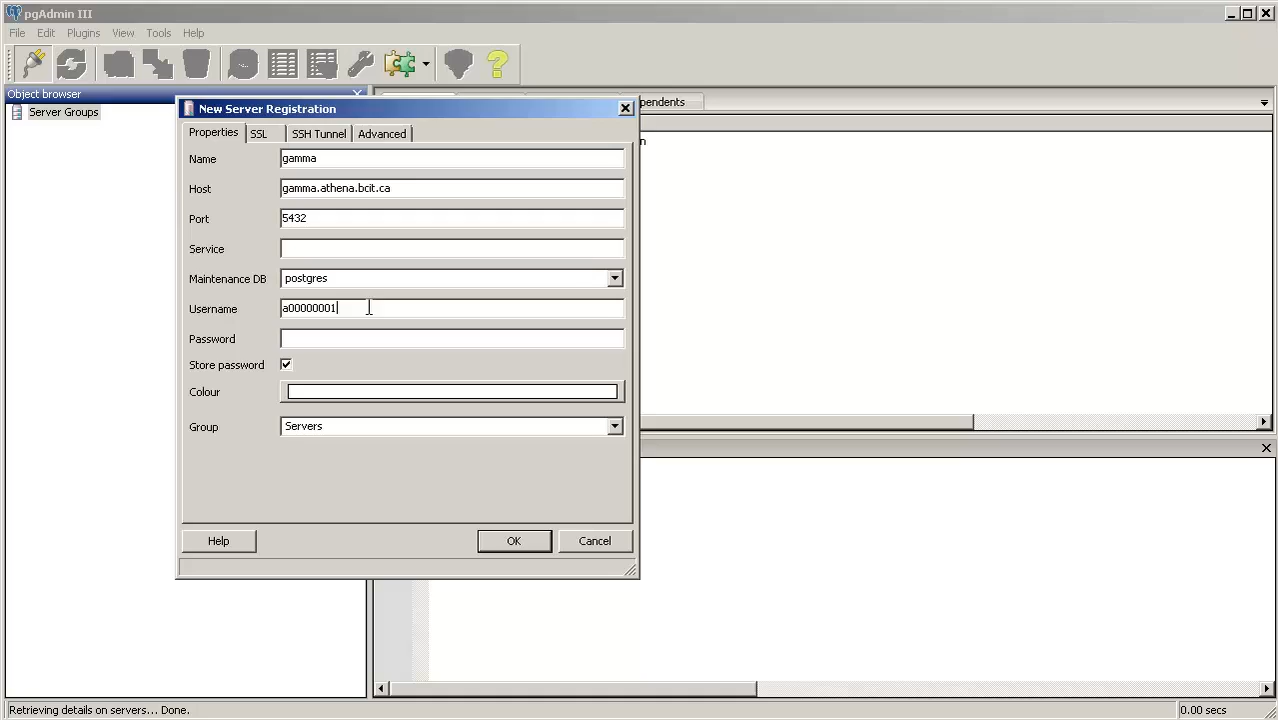 pgAdmin III
File Edit Plugins View Tools Help
Object browser
Server Groups
pendents
n
New Server Registration
Properties SSL SSH Tunnel Advanced
Name gamma
Host gamma.athena.bcit.ca
Port 5432
Service
Maintenance DB postgres
Username a00000001
Password
Store password
Colour
Group Servers
Help OK Cancel
Retrieving details on servers... Done. 0.00 secs